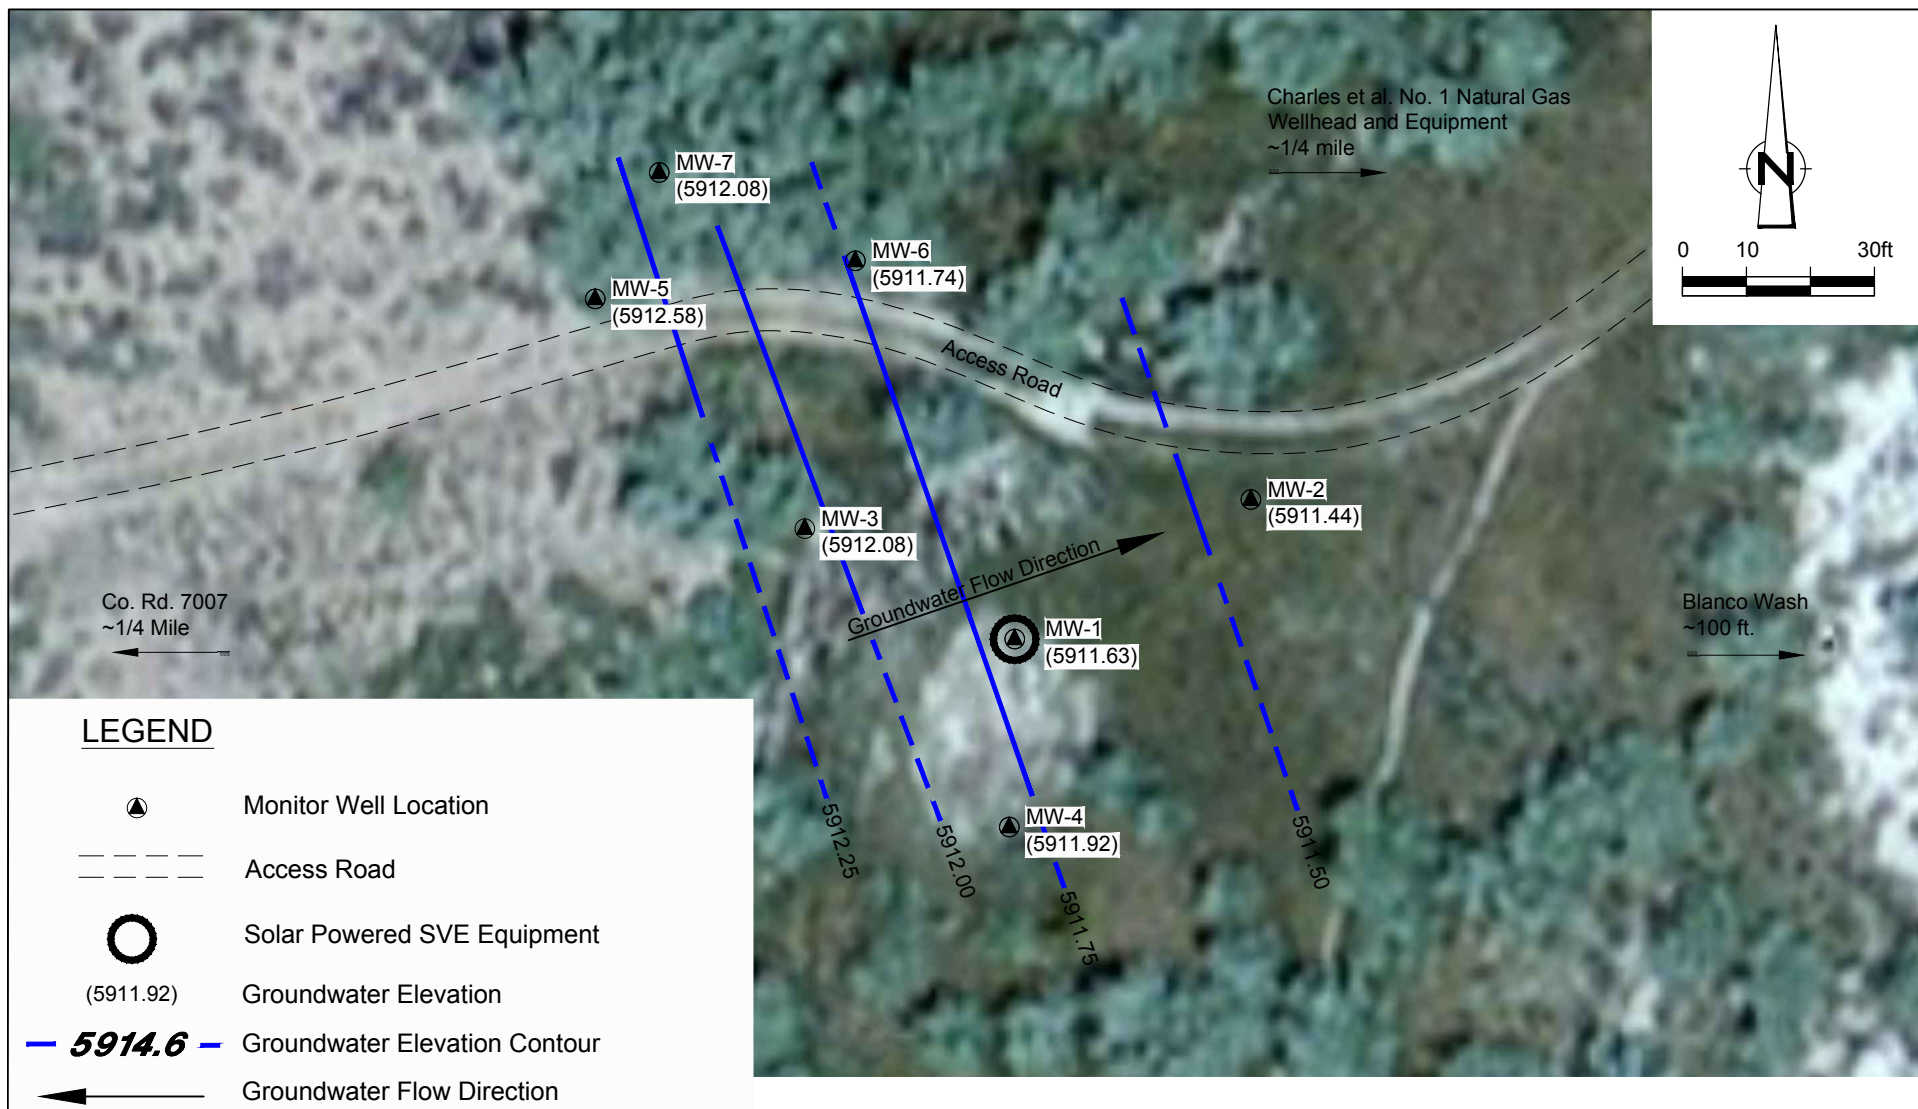 Charles et al. No. 1 Natural Gas
Wellhead and Equipment
~1/4 mile
N
0 10 30ft
MW-7
(5912.08)
MW-6
(5911.74)
MW-5
(5912.58)
Access Road
MW-2
(5911.44)
MW-3
(5912.08)
Groundwater Flow Direction
MW-1
(5911.63)
Co. Rd. 7007
~1/4 Mile
Blanco Wash
~100 ft.
MW-4
(5911.92)
5912.25
5912.00
5911.75
5911.50
LEGEND
Monitor Well Location
Access Road
Solar Powered SVE Equipment
(5911.92) Groundwater Elevation
5914.6 Groundwater Elevation Contour
Groundwater Flow Direction